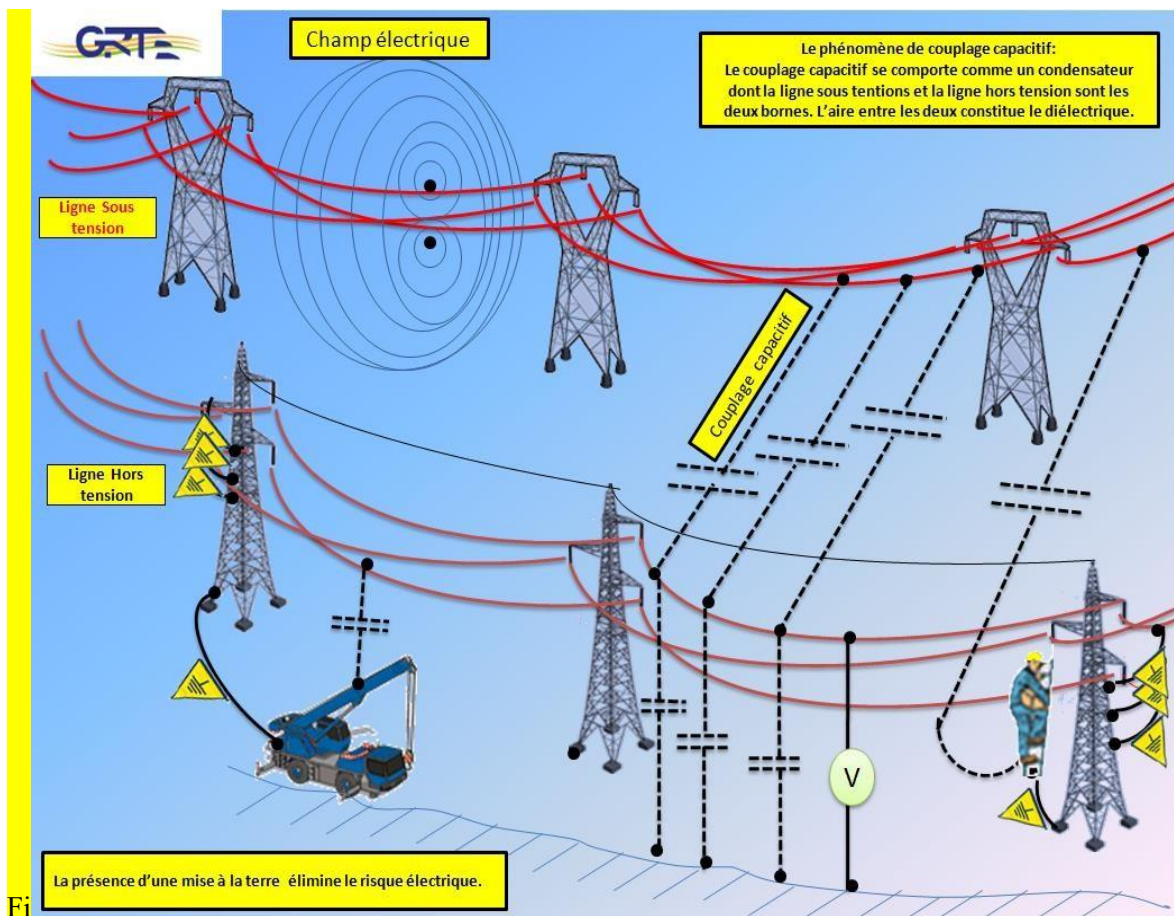 GRTE
Champ électrique
Le phénomène de couplage capacitif:
Le couplage capacitif se comporte comme un condensateur
dont la ligne sous tentions et la ligne hors tension sont les
deux bornes. L’aire entre les deux constitue le diélectrique.
Ligne Sous
tension
Couplage capacitif
Ligne Hors
tension
V
La présence d’une mise à la terre élimine le risque électrique.
Fi